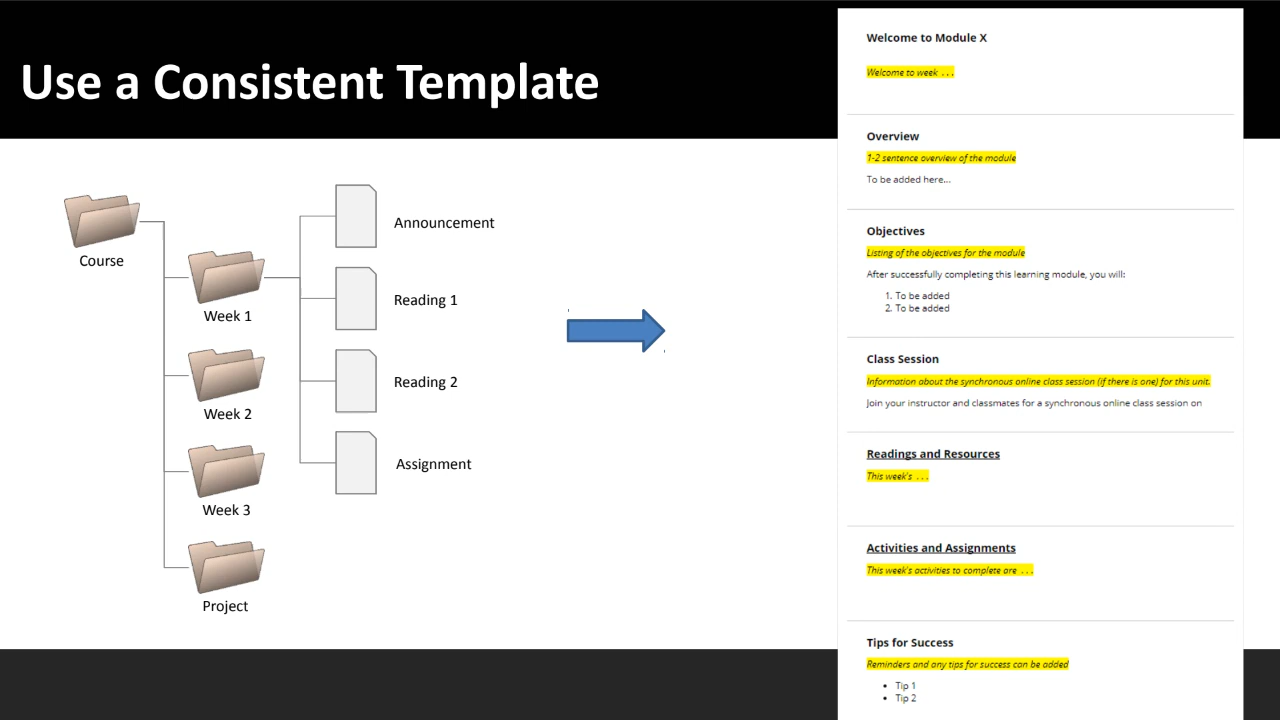 Use a Consistent Template
Course
Week 1
Week 2
Week 3
Project
Announcement
Reading 1
Reading 2
Assignment
Welcome to Module X
Welcome to week . . .
Overview
1-2 sentence overview of the module
To be added here...
Objectives
Listing of the objectives for the module
After successfully completing this learning module, you will:
1. To be added
2. To be added
Class Session
Information about the synchronous online class session (if there is one) for this unit.
Join your instructor and classmates for a synchronous online class session on
Readings and Resources
This week's . . .
Activities and Assignments
This week's activities to complete are . . .
Tips for Success
Reminders and any tips for success can be added
• Tip 1
• Tip 2